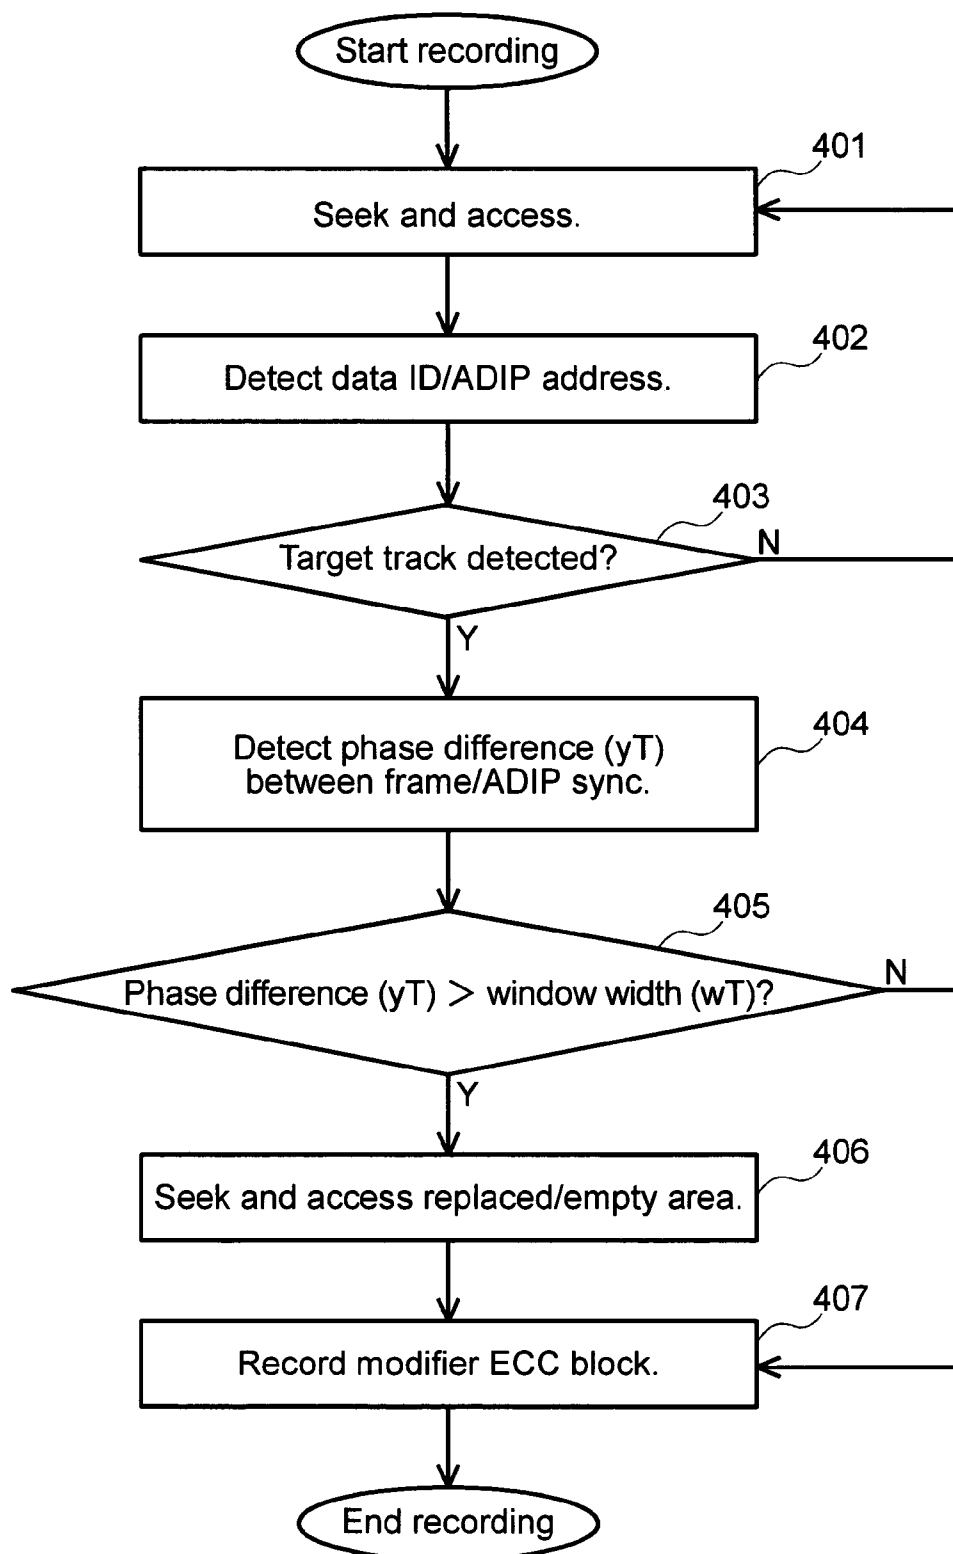 Start recording
401
Seek and access.
402
Detect data ID/ADIP address.
403
Target track detected?
N
Y
404
Detect phase difference (yT)
between frame/ADIP sync.
405
Phase difference (yT) > window width (wT)?
N
Y
406
Seek and access replaced/empty area.
407
Record modifier ECC block.
End recording